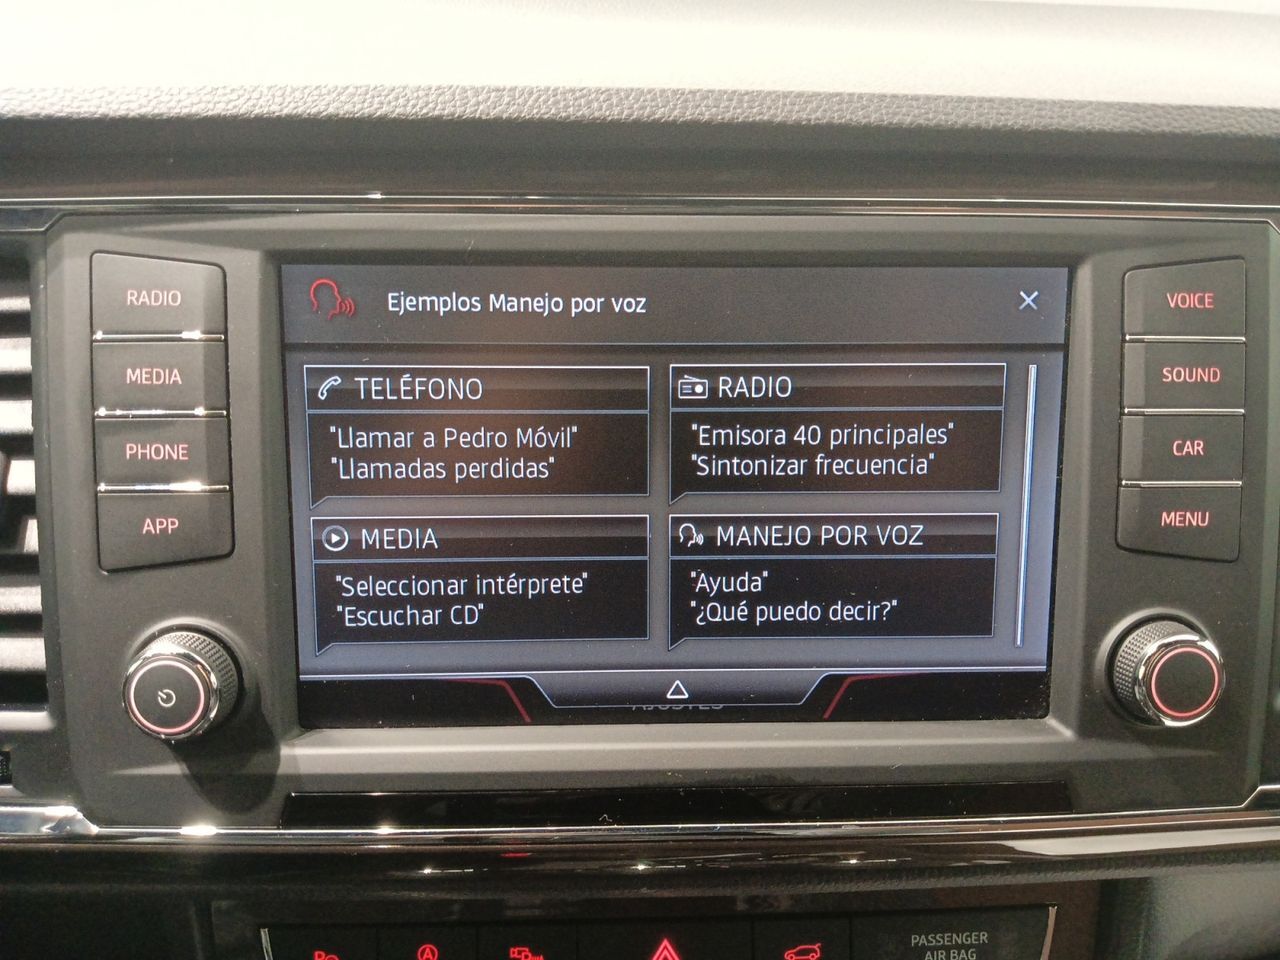 RADIO
MEDIA
PHONE
APP
Ejemplos Manejo por voz
TELÉFONO
"Llamar a Pedro Móvil"
"Llamadas perdidas"
RADIO
"Emisora 40 principales"
"Sintonizar frecuencia"
MEDIA
"Seleccionar intérprete"
"Escuchar CD"
MANEJO POR VOZ
"Ayuda"
"¿Qué puedo decir?"
AJUSTES
VOICE
SOUND
CAR
MENU
A
PASSENGER
AIR BAG